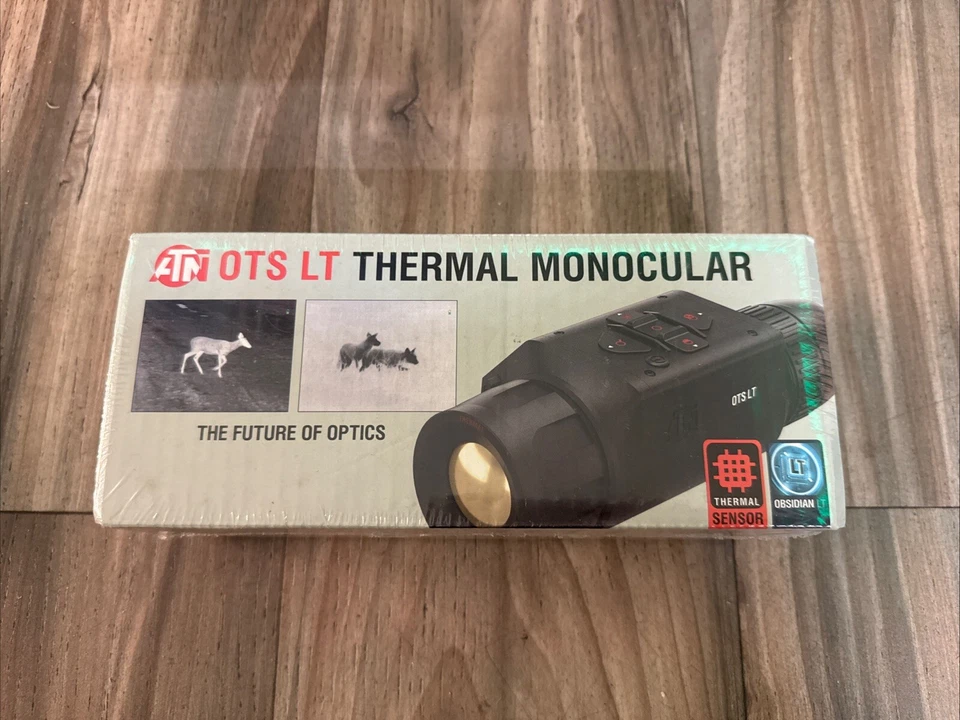 ATN OTS LT THERMAL MONOCULAR
THE FUTURE OF OPTICS
OTS LT
THERMAL
SENSOR
LT
OBSIDIAN LT